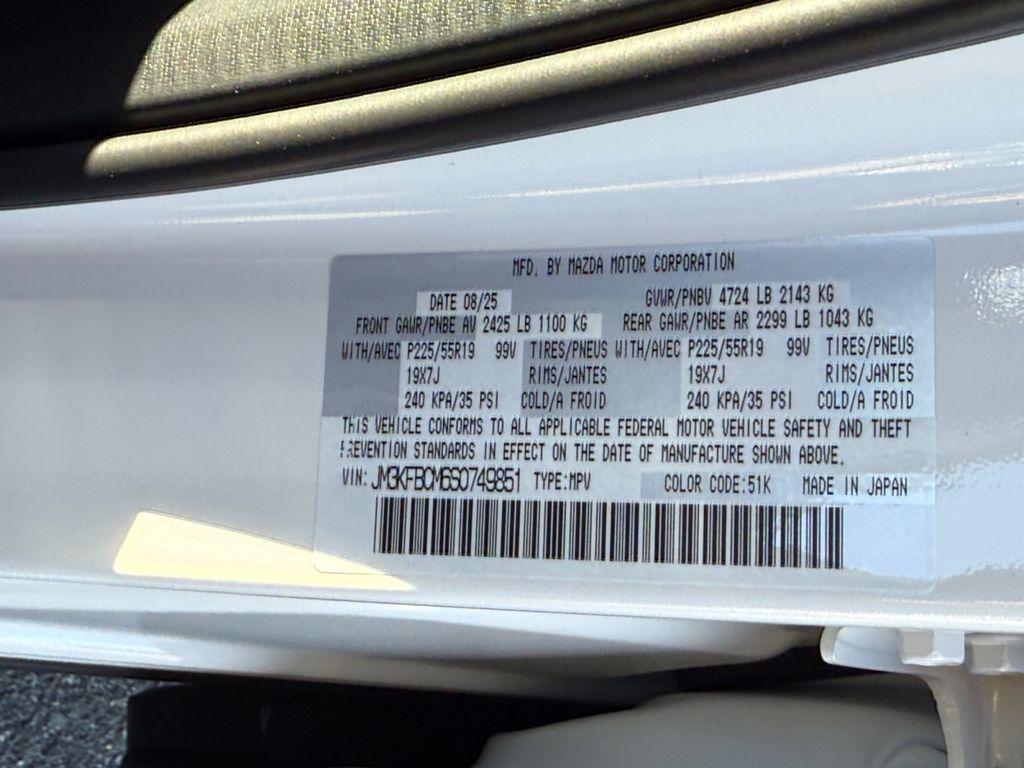 MFD. BY MAZDA MOTOR CORPORATION
DATE 08/25 GVWR/PNBV 4724 LB 2143 KG
FRONT GAWR/PNBE AV 2425 LB 1100 KG REAR GAWR/PNBE AR 2299 LB 1043 KG
WITH/AVEC P225/55R19 99V TIRES/PNEUS WITH/AVEC P225/55R19 99V TIRES/PNEUS
19X7J RIMS/JANTES 19X7J RIMS/JANTES
240 KPA/35 PSI COLD/A FROID 240 KPA/35 PSI COLD/A FROID
THIS VEHICLE CONFORMS TO ALL APPLICABLE FEDERAL MOTOR VEHICLE SAFETY AND THEFT
PREVENTION STANDARDS IN EFFECT ON THE DATE OF MANUFACTURE SHOWN ABOVE.
VIN: JM3KFBCM6S0749851 TYPE:MPV COLOR CODE:51K MADE IN JAPAN